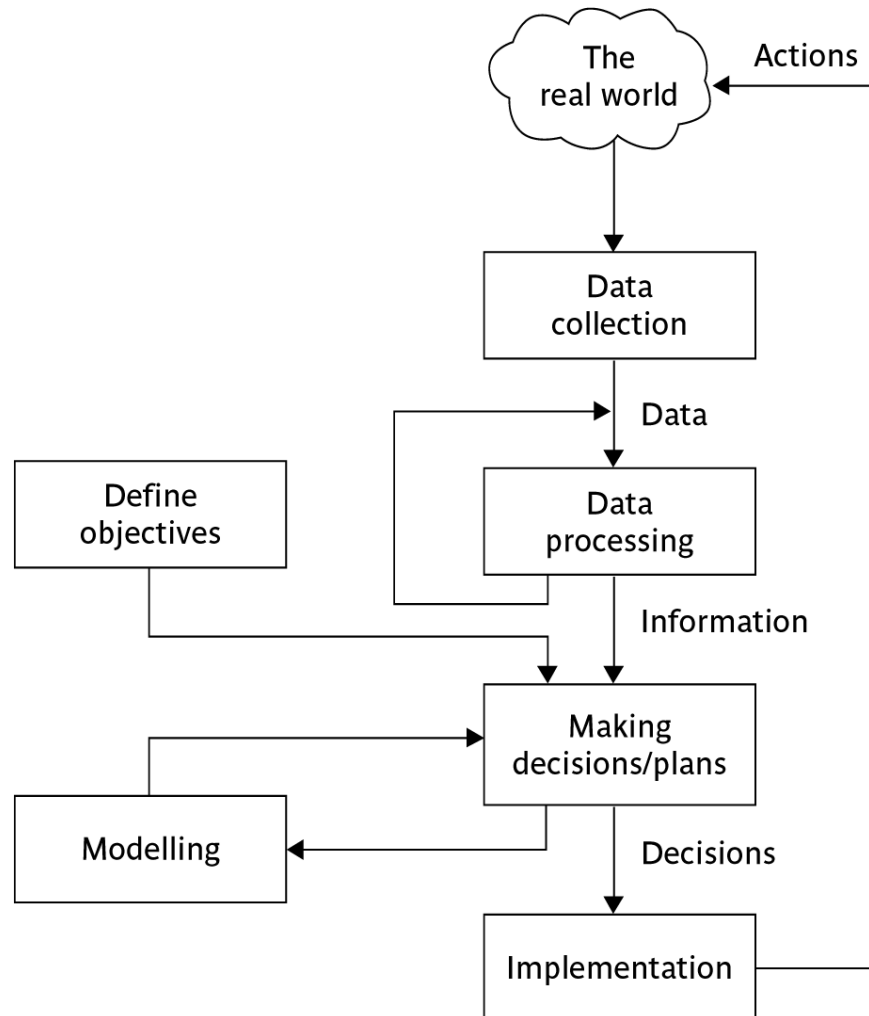 The
real world
Actions
Data
collection
Data
Define
objectives
Data
processing
Information
Making
decisions/plans
Modelling
Decisions
Implementation